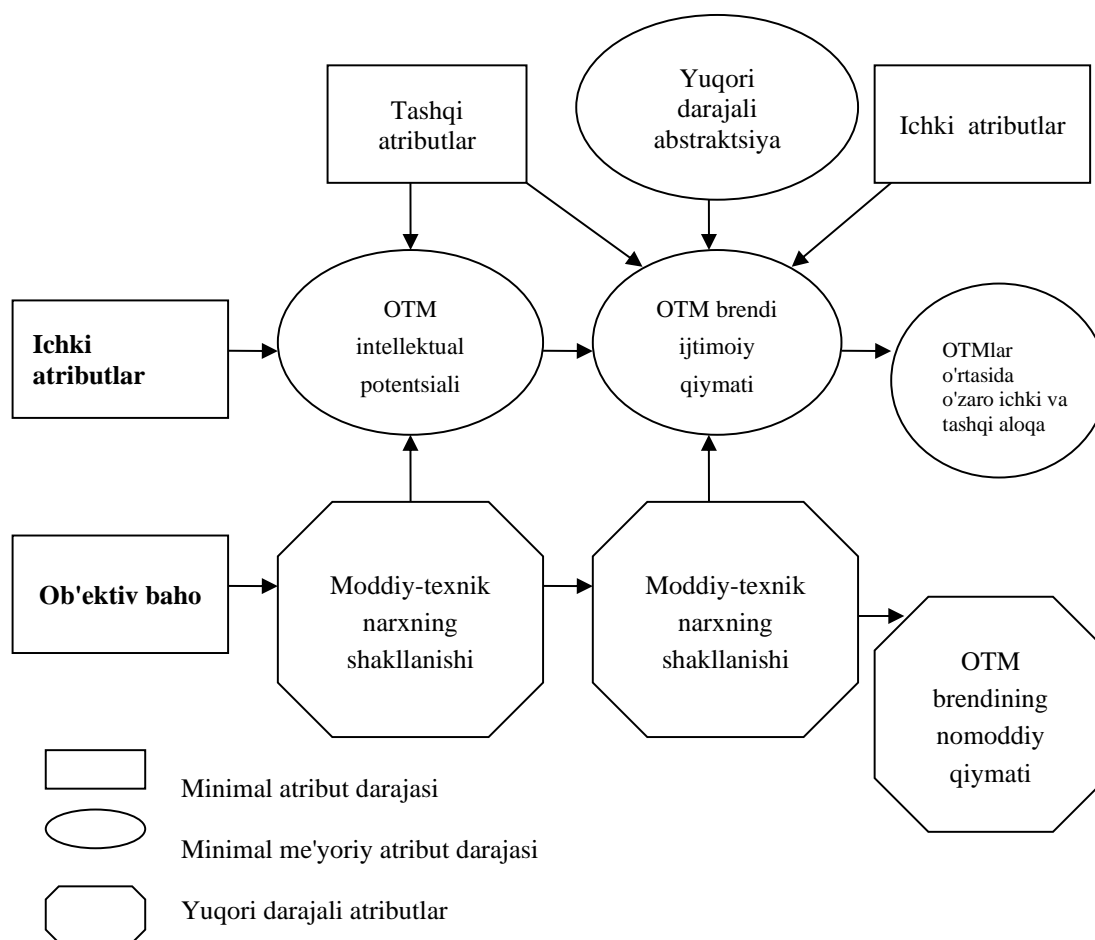 Tashqi
atributlar
Yuqori
darajali
abstraktsiya
Ichki atributlar
Ichki
atributlar
OTM
intellektual
potentsiali
OTM brendi
ijtimoiy
qiymati
OTMlar
o'rtasida
o'zaro ichki va
tashqi aloqa
Ob'ektiv baho
Moddiy-texnik
narxning
shakllanishi
Moddiy-texnik
narxning
shakllanishi
OTM
brendining
nomoddiy
qiymati
Minimal atribut darajasi
Minimal me'yoriy atribut darajasi
Yuqori darajali atributlar